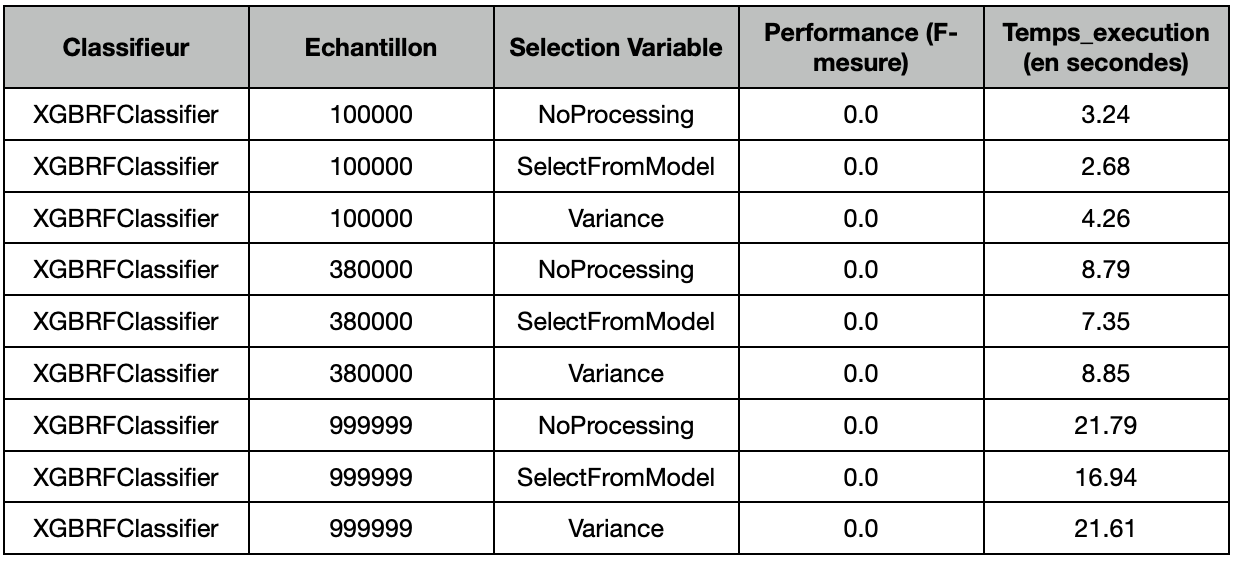 Classifieur Echantillon Selection Variable Performance (F-mesure) Temps_execution (en secondes)
XGBRFClassifier 100000 NoProcessing 0.0 3.24
XGBRFClassifier 100000 SelectFromModel 0.0 2.68
XGBRFClassifier 100000 Variance 0.0 4.26
XGBRFClassifier 380000 NoProcessing 0.0 8.79
XGBRFClassifier 380000 SelectFromModel 0.0 7.35
XGBRFClassifier 380000 Variance 0.0 8.85
XGBRFClassifier 999999 NoProcessing 0.0 21.79
XGBRFClassifier 999999 SelectFromModel 0.0 16.94
XGBRFClassifier 999999 Variance 0.0 21.61